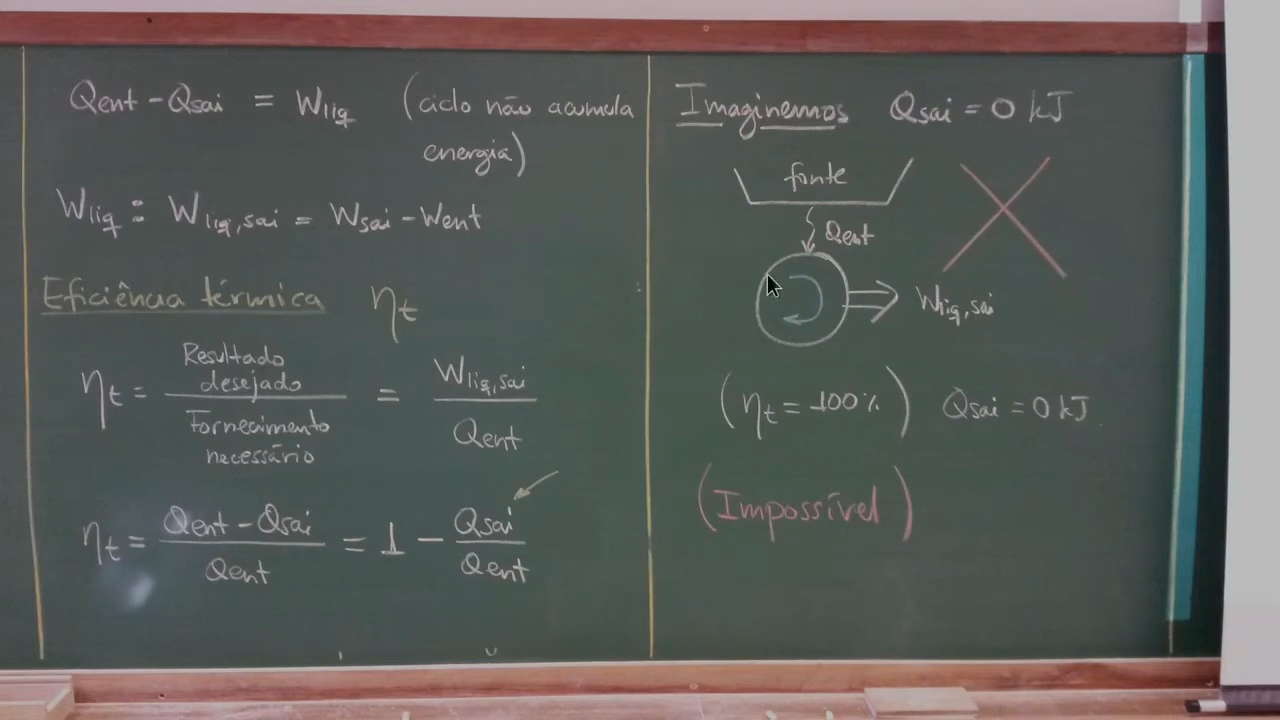 Qent - Qsai = Wliq (ciclo não acumula
energia)
Wliq : Wliq,sai = Wsai - Went
Eficiência térmica ηt
ηt = Resultado desejado / Fornecimento necessário = Wliq,sai / Qent
ηt = Qent - Qsai / Qent = 1 - Qsai / Qent
Imaginemos Qsai = 0 kJ
fonte
Qent
Wliq,sai
(ηt = 100%) Qsai = 0 kJ
(Impossível)